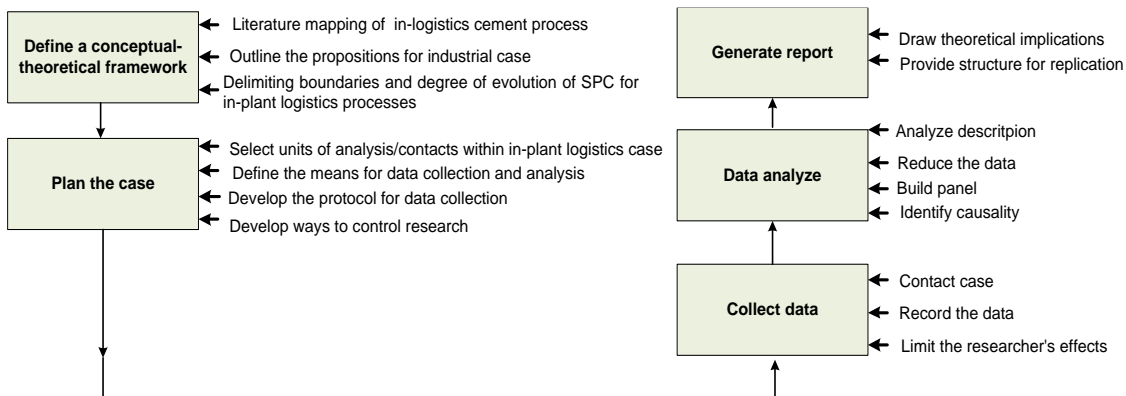 Define a conceptual-
theoretical framework
Literature mapping of in-logistics cement process
Outline the propositions for industrial case
Delimiting boundaries and degree of evolution of SPC for
in-plant logistics processes
Plan the case
Select units of analysis/contacts within in-plant logistics case
Define the means for data collection and analysis
Develop the protocol for data collection
Develop ways to control research
Generate report
Draw theoretical implications
Provide structure for replication
Data analyze
Analyze descritpion
Reduce the data
Build panel
Identify causality
Collect data
Contact case
Record the data
Limit the researcher's effects